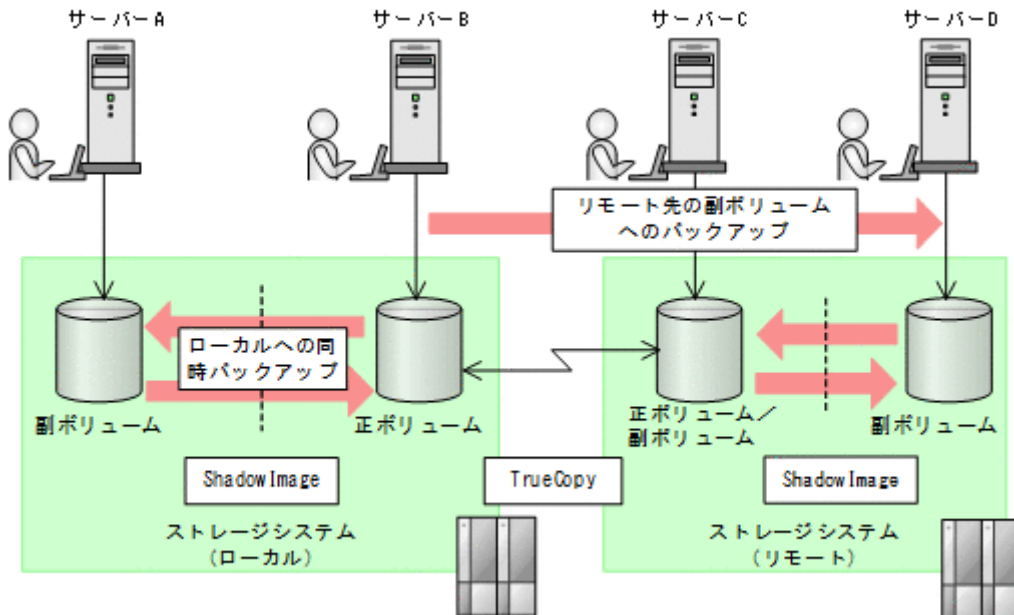 サーバーA
サーバーB
サーバーC
サーバーD
リモート先の副ボリューム
へのバックアップ
ローカルへの同
時バックアップ
副ボリューム
正ボリューム
正ボリューム／
副ボリューム
副ボリューム
ShadowImage
TrueCopy
ShadowImage
ストレージシステム
(ローカル)
ストレージシステム
(リモート)